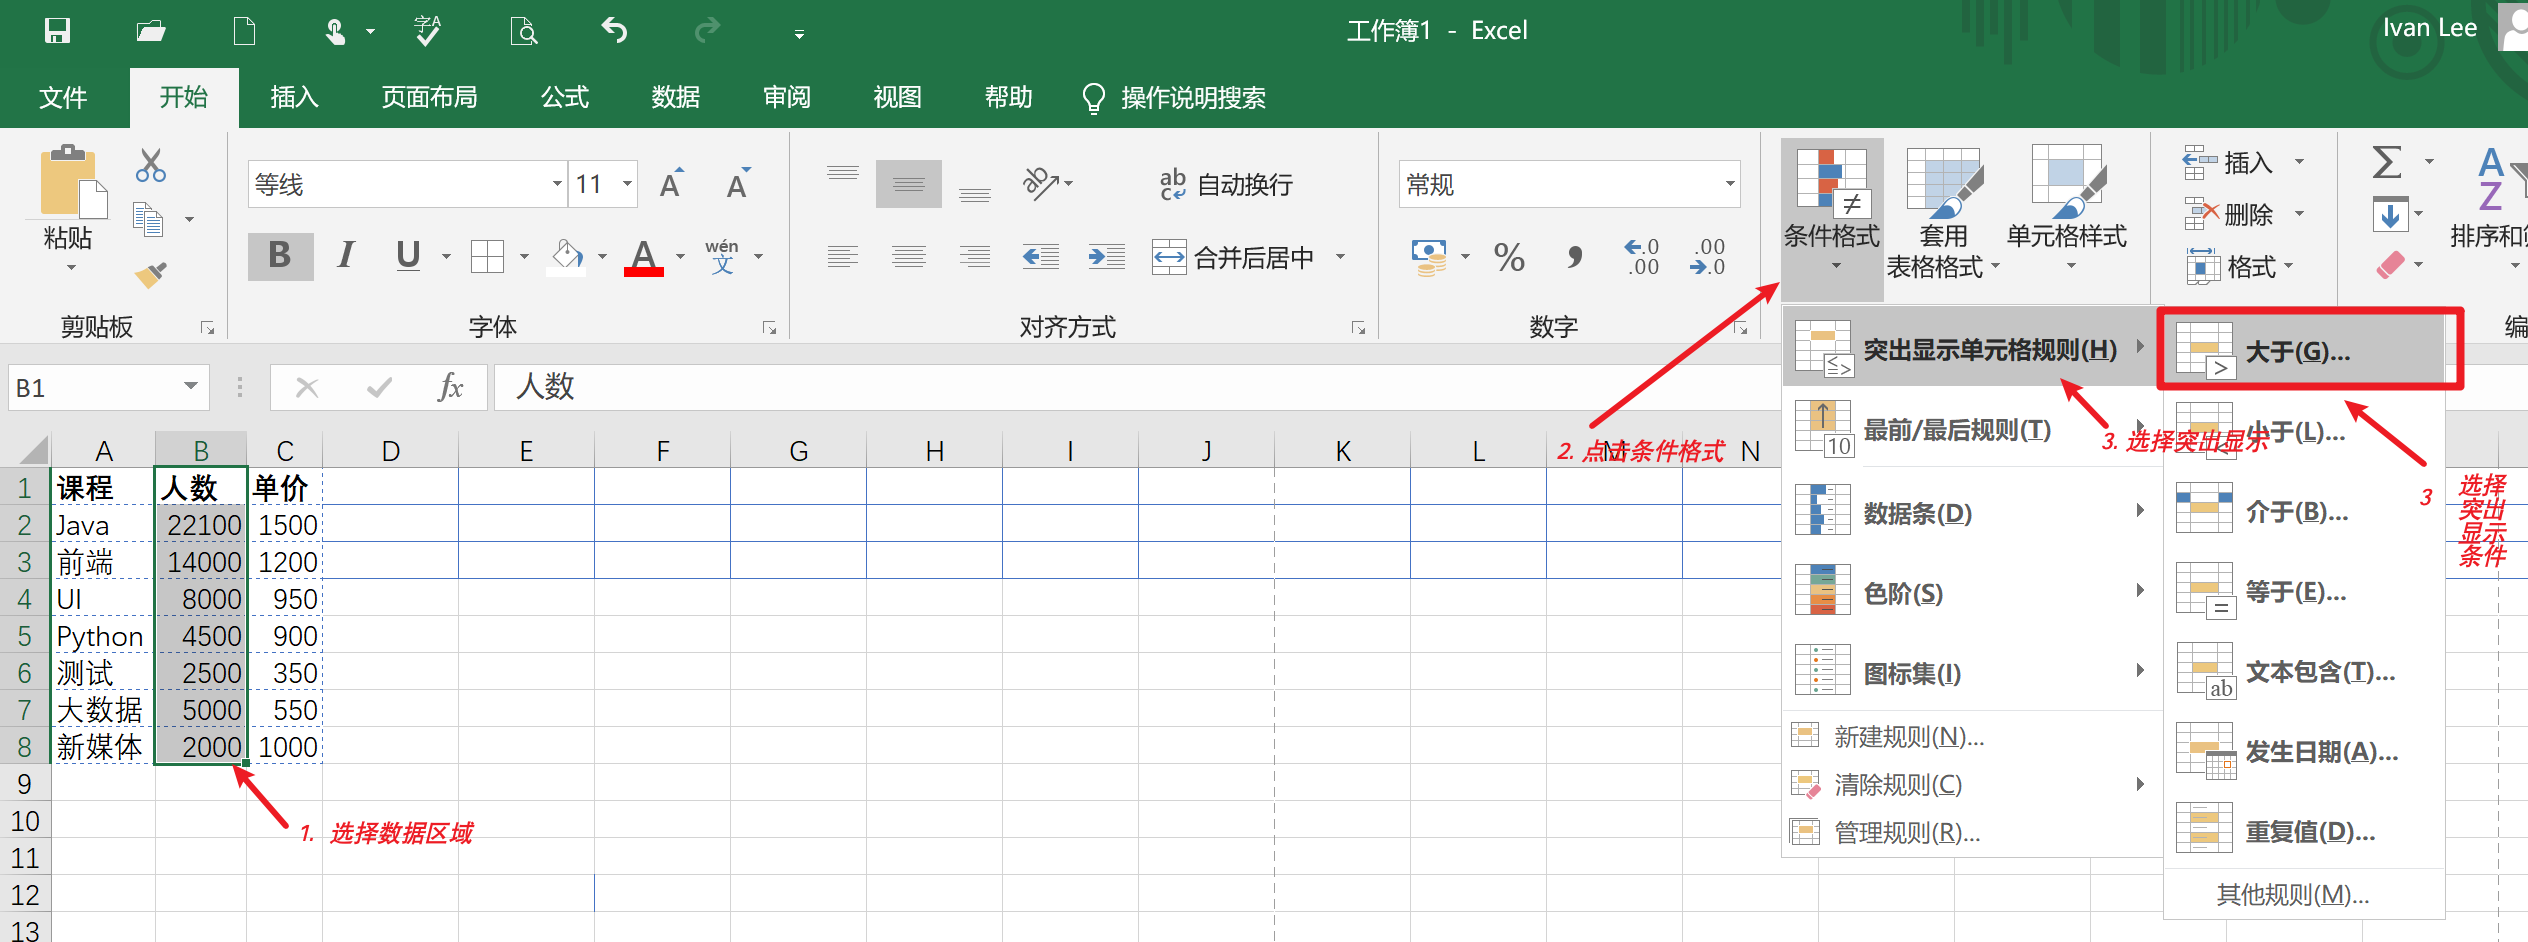 工作簿1 - Excel
Ivan Lee
文件 开始 插入 页面布局 公式 数据 审阅 视图 帮助 操作说明搜索
等线 11
ab 自动换行
常规
粘贴
B I U A wén 文
合并后居中
% , .00 .0
条件格式
套用
表格格式
单元格样式
插入
删除
格式
Σ
A
Z
剪贴板 字体 对齐方式 数字
B1 fx 人数
A B C D E F G H I J K L M N
1 课程 人数 单价
2 Java 22100 1500
3 前端 14000 1200
4 UI 8000 950
5 Python 4500 900
6 测试 2500 350
7 大数据 5000 550
8 新媒体 2000 1000
9
10
11
12
13
1. 选择数据区域
2. 点击条件格式
3. 选择突出显示
3 选择
突出
显示
条件
突出显示单元格规则(H)
最前/最后规则(T)
数据条(D)
色阶(S)
图标集(I)
新建规则(N)...
清除规则(C)
管理规则(R)...
大于(G)...
小于(L)...
介于(B)...
等于(E)...
文本包含(T)...
发生日期(A)...
重复值(D)...
其他规则(M)...